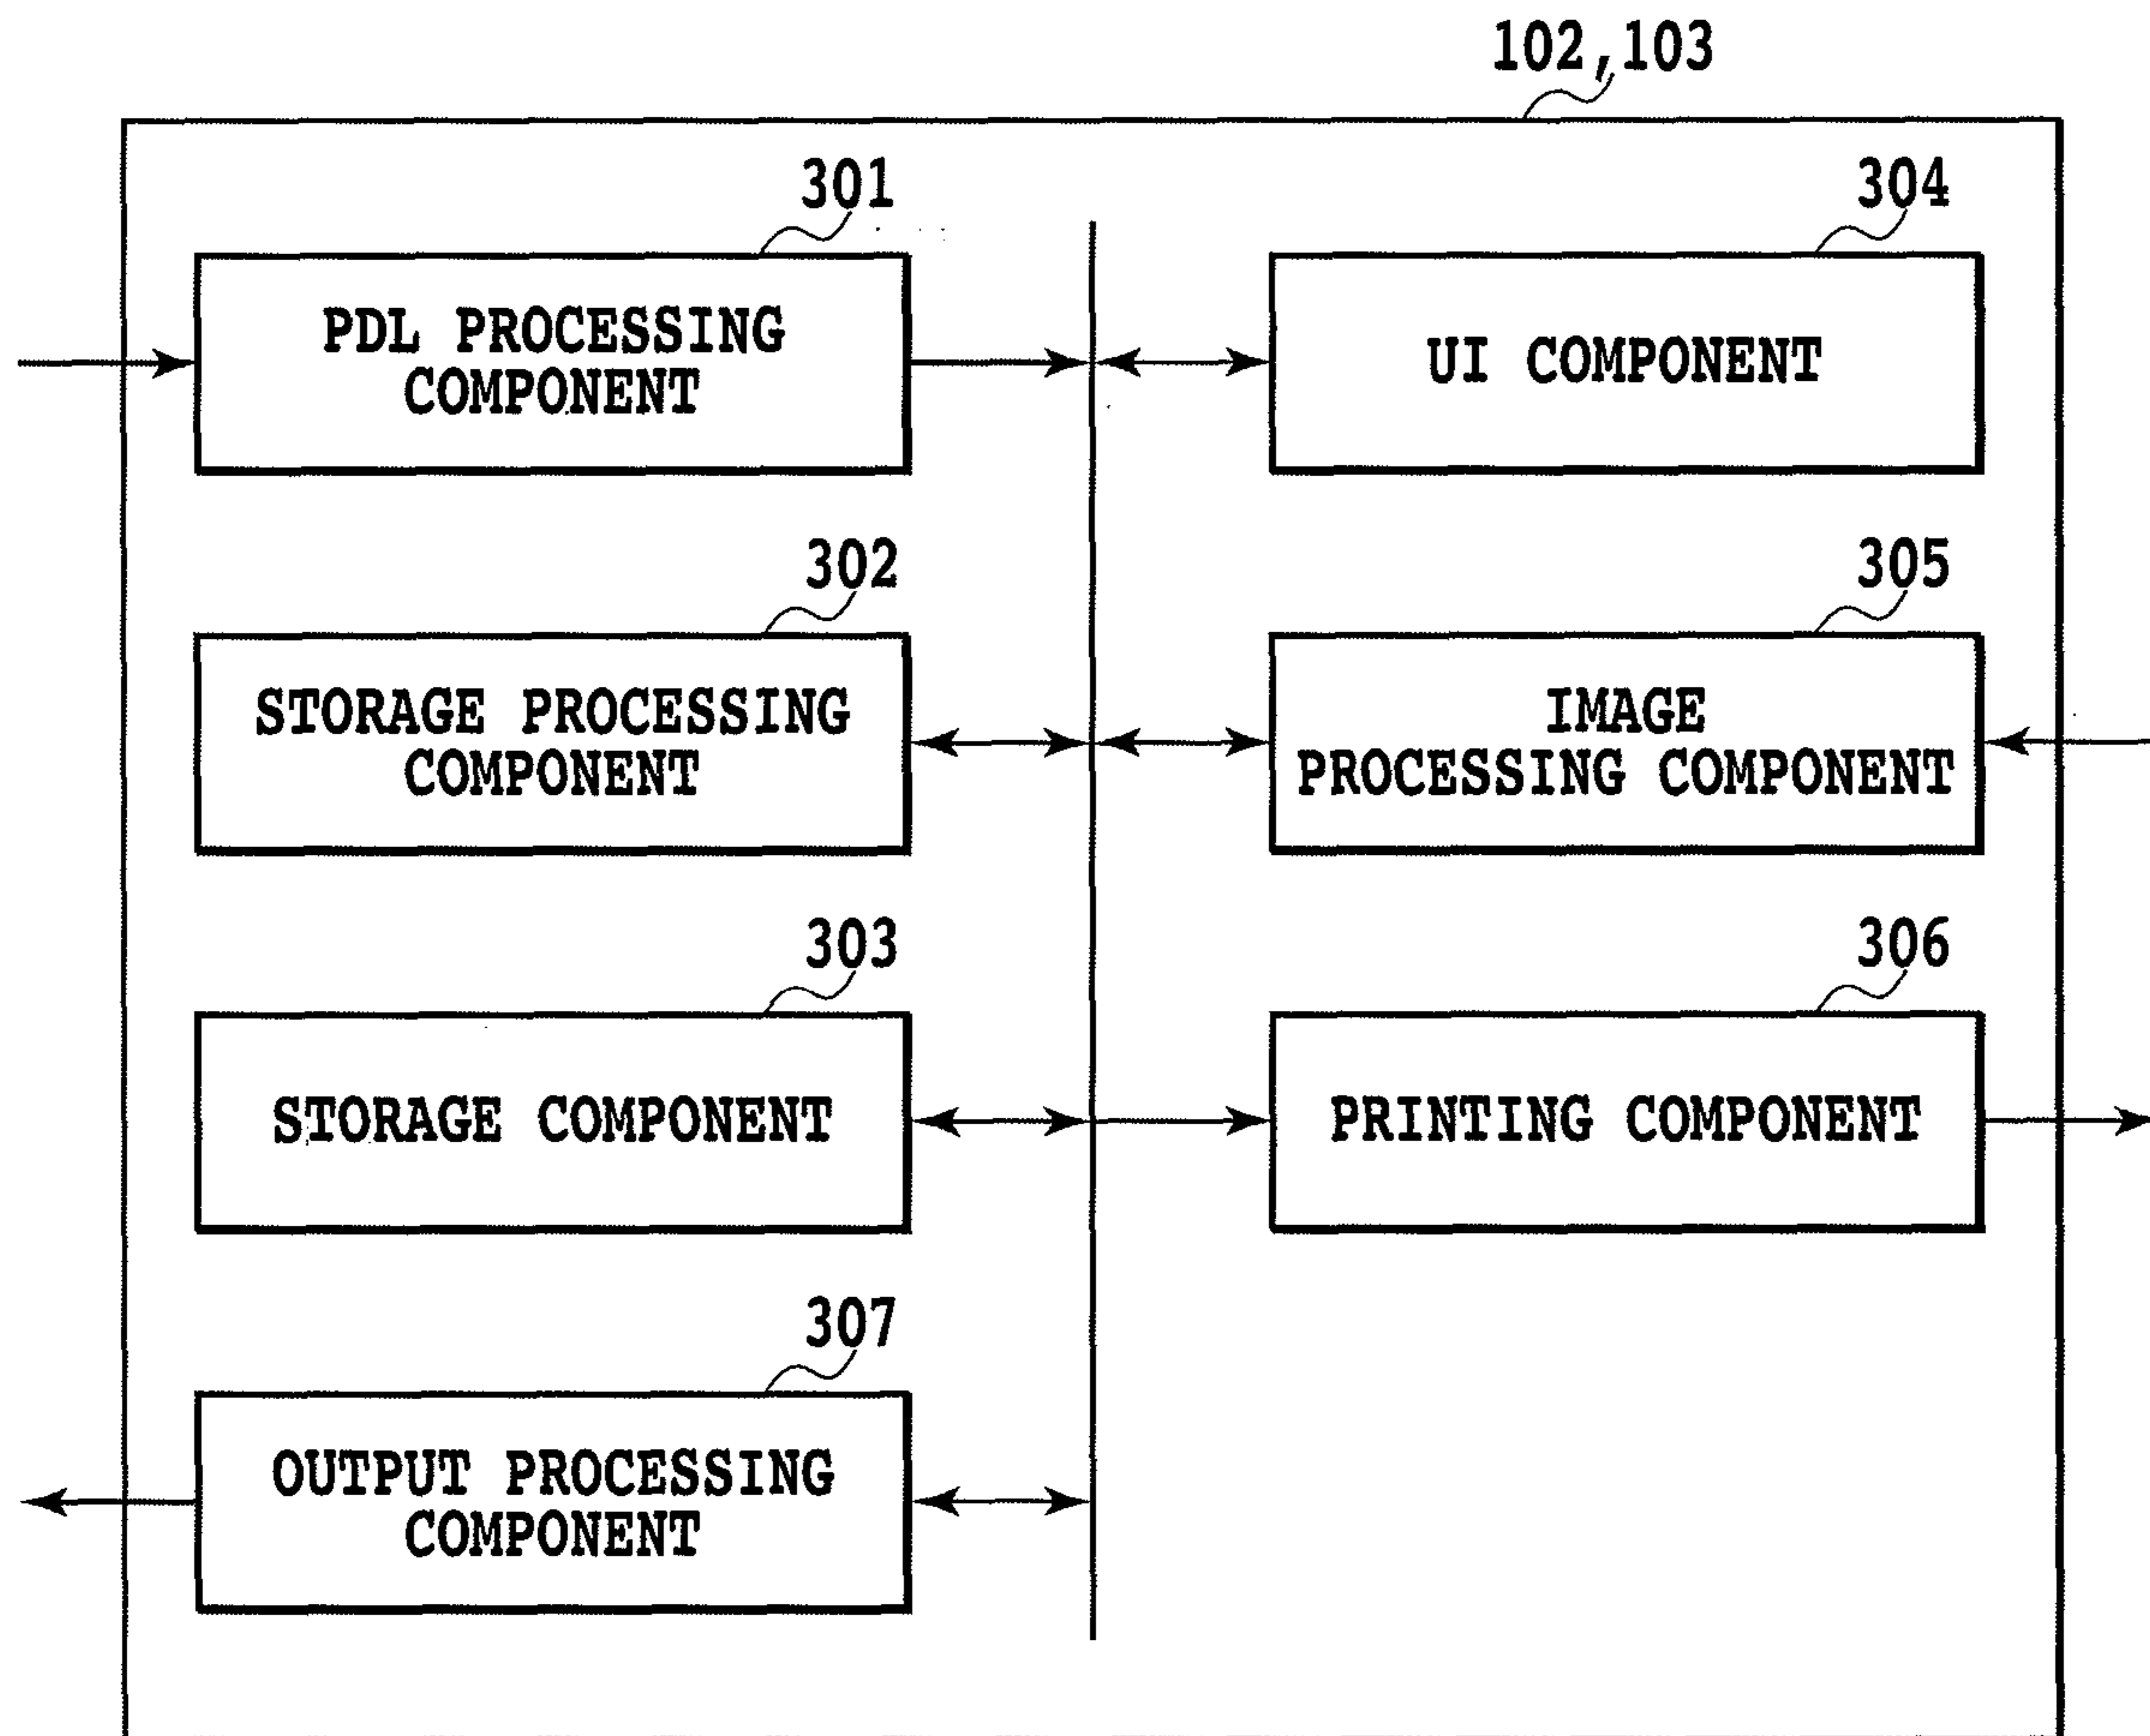 102,103
301
PDL PROCESSING
COMPONENT
304
UI COMPONENT
302
STORAGE PROCESSING
COMPONENT
305
IMAGE
PROCESSING COMPONENT
303
STORAGE COMPONENT
306
PRINTING COMPONENT
307
OUTPUT PROCESSING
COMPONENT